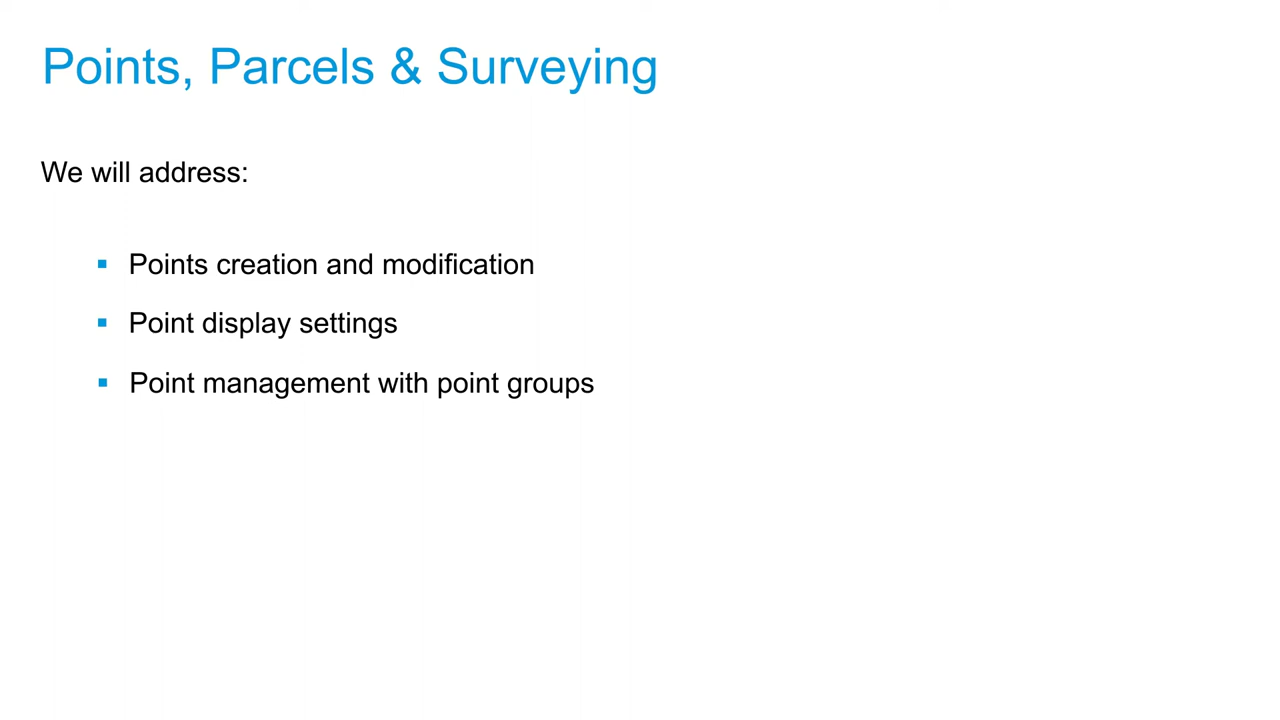 Points, Parcels & Surveying
We will address:
▪ Points creation and modification
▪ Point display settings
▪ Point management with point groups